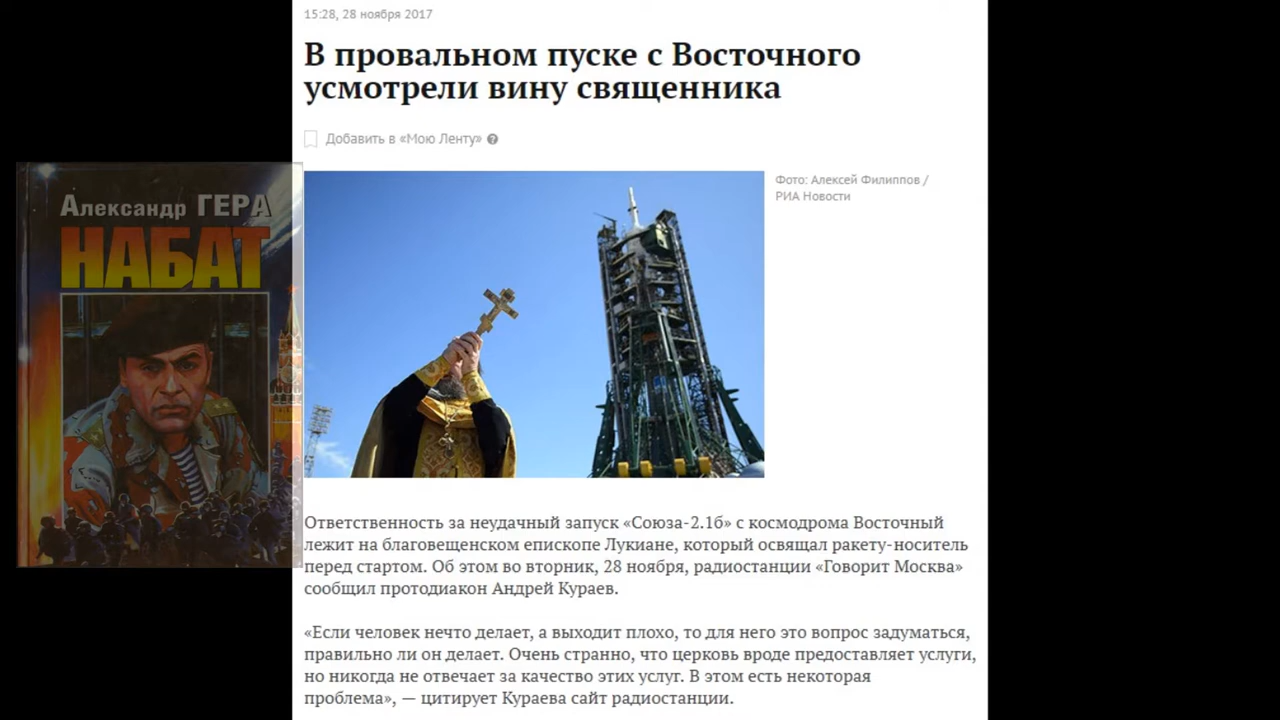 15:28, 28 ноября 2017
В провальном пуске с Восточного
усмотрели вину священника
Добавить в «Мою Ленту» ?
Фото: Алексей Филиппов /
РИА Новости
Александр ГЕРА
НАБАТ
Ответственность за неудачный запуск «Союза-2.1б» с космодрома Восточный
лежит на благовещенском епископе Лукиане, который освящал ракету-носитель
перед стартом. Об этом во вторник, 28 ноября, радиостанции «Говорит Москва»
сообщил протодиакон Андрей Кураев.
«Если человек нечто делает, а выходит плохо, то для него это вопрос задуматься,
правильно ли он делает. Очень странно, что церковь вроде предоставляет услуги,
но никогда не отвечает за качество этих услуг. В этом есть некоторая
проблема», — цитирует Кураева сайт радиостанции.